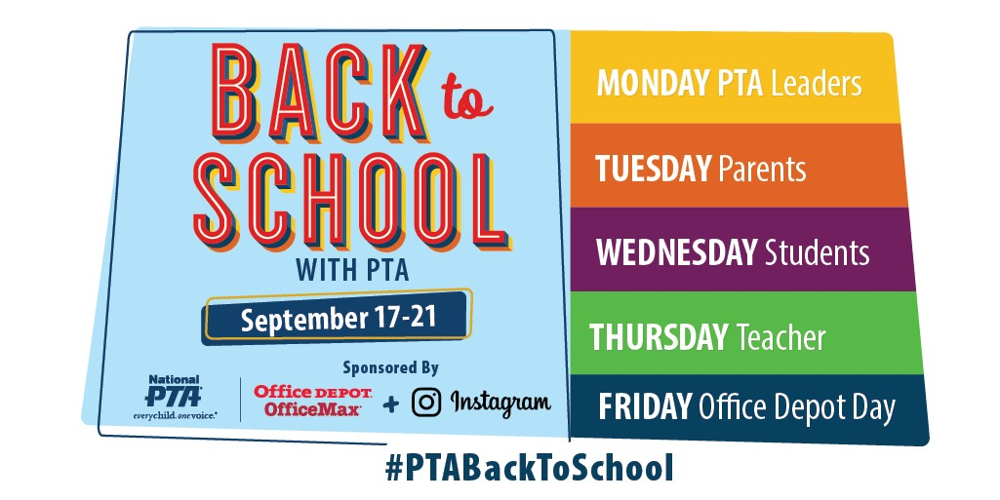 BACK to
SCHOOL
WITH PTA
September 17-21
Sponsored By
National
PTA®
everychild.onevoice.®
Office DEPOT
OfficeMax®
+
Instagram
MONDAY PTA Leaders
TUESDAY Parents
WEDNESDAY Students
THURSDAY Teacher
FRIDAY Office Depot Day
#PTABackToSchool